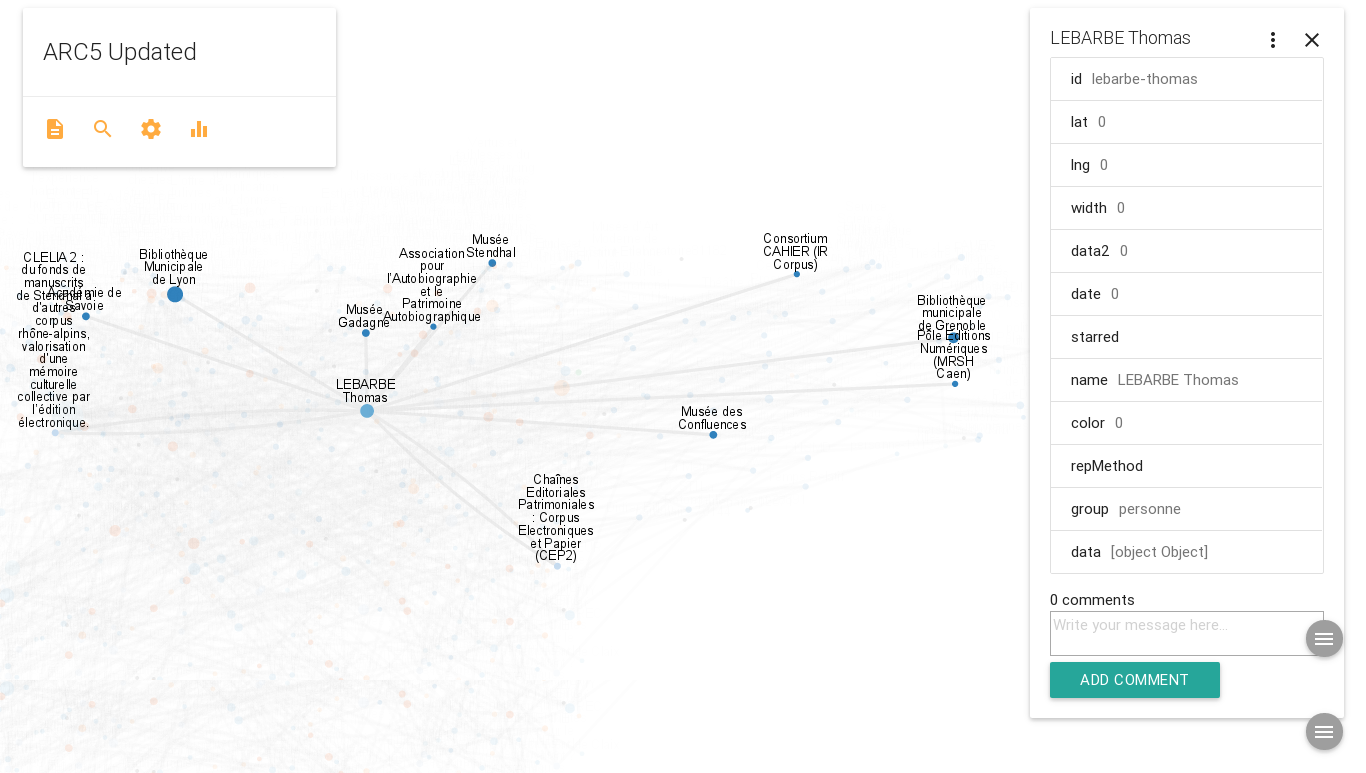 ARC5 Updated
CLELIA 2 :
du fonds de
manuscrits
de Stendhal à
d'autres
corpus
rhône-alpins,
valorisation
d'une
mémoire
culturelle
collective par
l'édition
électronique.
Académie de
Savoie
Bibliothèque
Municipale
de Lyon
Musée
Gadagne
Association
pour
l'Autobiographie
et le
Patrimoine
Autobiographique
Musée
Stendhal
LEBARBE
Thomas
Consortium
CAHIER (IR
Corpus)
Bibliothèque
municipale
de Grenoble
Pôle Editions
Numériques
(MRSH
Caen)
Musée des
Confluences
Chaînes
Editoriales
Patrimoniales
: Corpus
Electroniques
et Papier
(CEP2)
LEBARBE Thomas
id lebarbe-thomas
lat 0
lng 0
width 0
data2 0
date 0
starred
name LEBARBE Thomas
color 0
repMethod
group personne
data [object Object]
0 comments
Write your message here...
ADD COMMENT